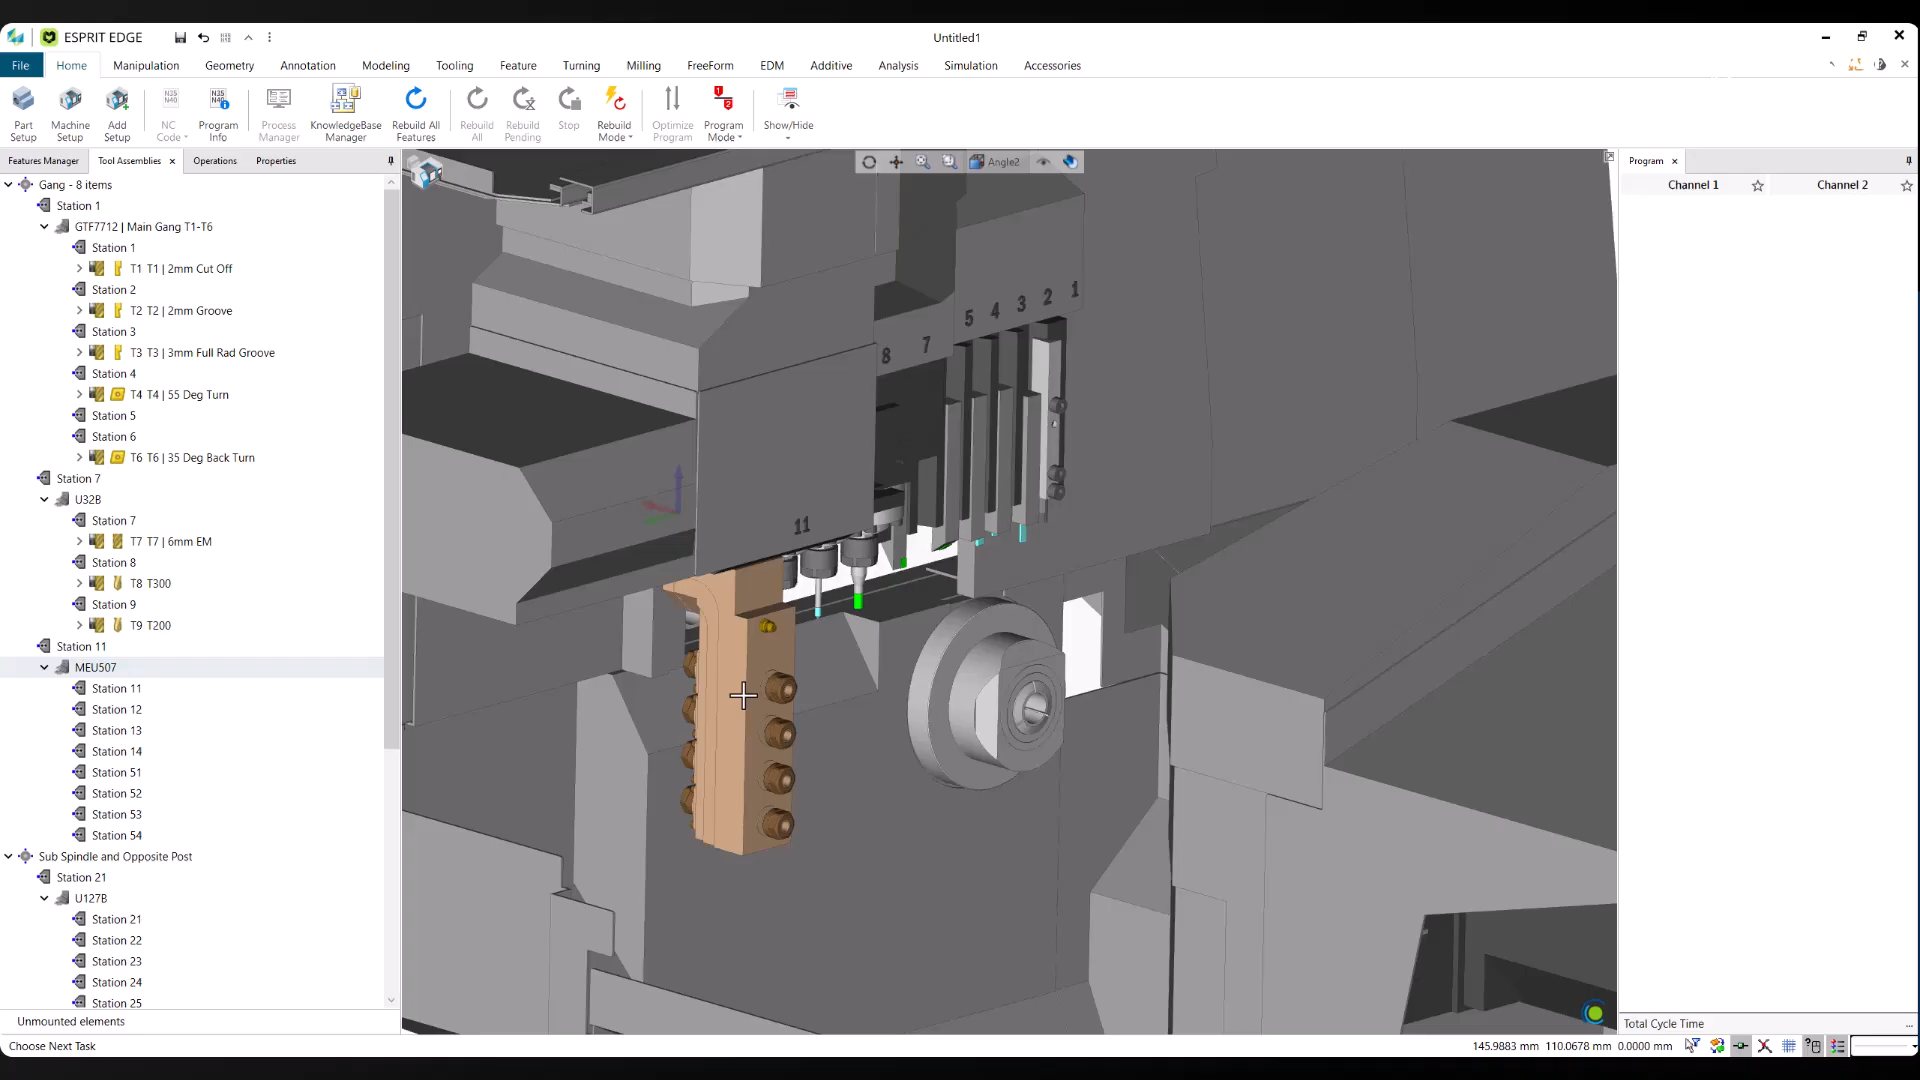 ESPRIT EDGE
Untitled1
File Home Manipulation Geometry Annotation Modeling Tooling Feature Turning Milling FreeForm EDM Additive Analysis Simulation Accessories
Part Setup
Machine Setup
Add Setup
NC Code
Program Info
Process Manager
KnowledgeBase Manager
Rebuild All Features
Rebuild All
Rebuild Pending
Stop
Rebuild Mode
Optimize Program
Program Mode
Show/Hide
Features Manager Tool Assemblies Operations Properties
Gang - 8 items
Station 1
GTF7712 | Main Gang T1-T6
Station 1
T1 T1 | 2mm Cut Off
Station 2
T2 T2 | 2mm Groove
Station 3
T3 T3 | 3mm Full Rad Groove
Station 4
T4 T4 | 55 Deg Turn
Station 5
Station 6
T6 T6 | 35 Deg Back Turn
Station 7
U32B
Station 7
T7 T7 | 6mm EM
Station 8
T8 T300
Station 9
T9 T200
Station 11
MEU507
Station 11
Station 12
Station 13
Station 14
Station 51
Station 52
Station 53
Station 54
Sub Spindle and Opposite Post
Station 21
U127B
Station 21
Station 22
Station 23
Station 24
Station 25
Unmounted elements
Choose Next Task
Angle2
8 7 5 4 3 2 1
11
Program
Channel 1 Channel 2
Total Cycle Time ...
145.9883 mm 110.0678 mm 0.0000 mm